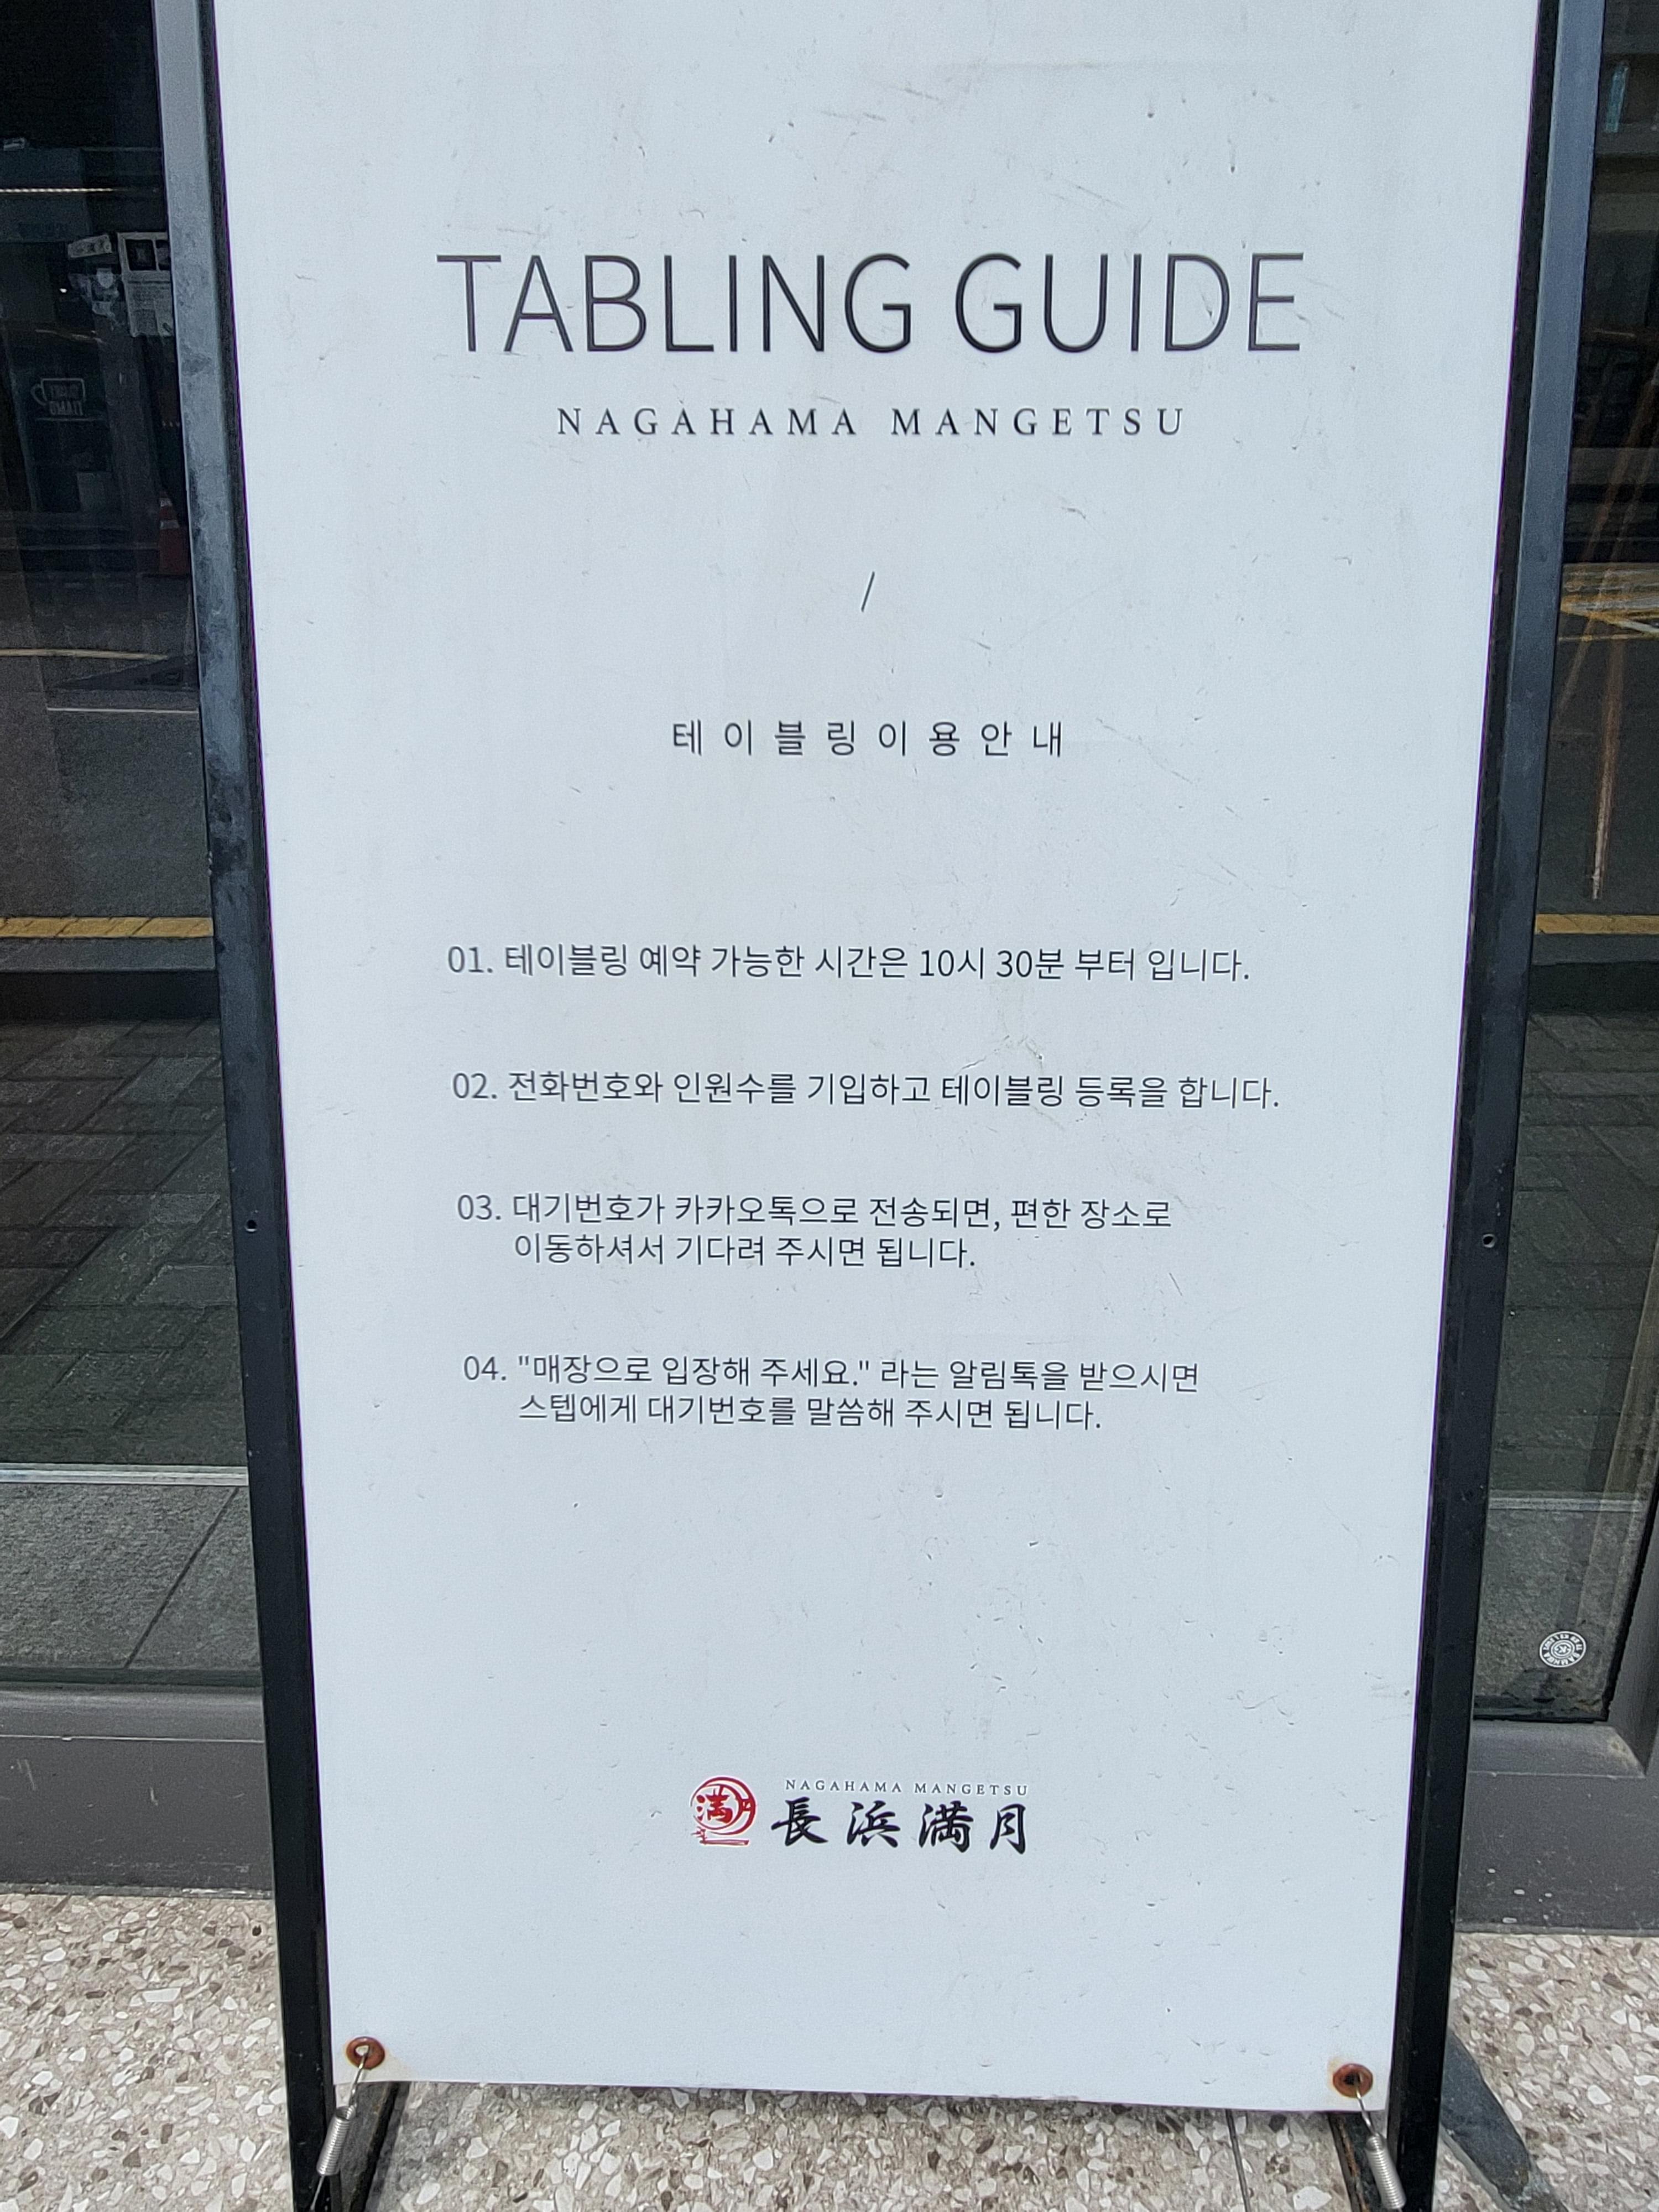 TABLING GUIDE
NAGAHAMA MANGETSU
/
테이블링이용안내
01. 테이블링 예약 가능한 시간은 10시 30분 부터 입니다.
02. 전화번호와 인원수를 기입하고 테이블링 등록을 합니다.
03. 대기번호가 카카오톡으로 전송되면, 편한 장소로
이동하셔서 기다려 주시면 됩니다.
04. "매장으로 입장해 주세요." 라는 알림톡을 받으시면
스텝에게 대기번호를 말씀해 주시면 됩니다.
NAGAHAMA MANGETSU
長浜満月